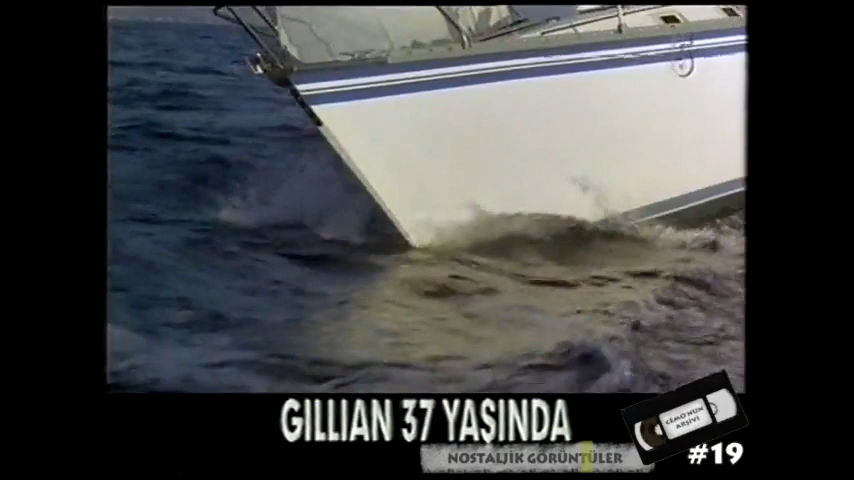 GILLIAN 37 YAŞINDA
CEMO'NUN
ARŞİVİ
NOSTALJİK GÖRÜNTÜLER
#19